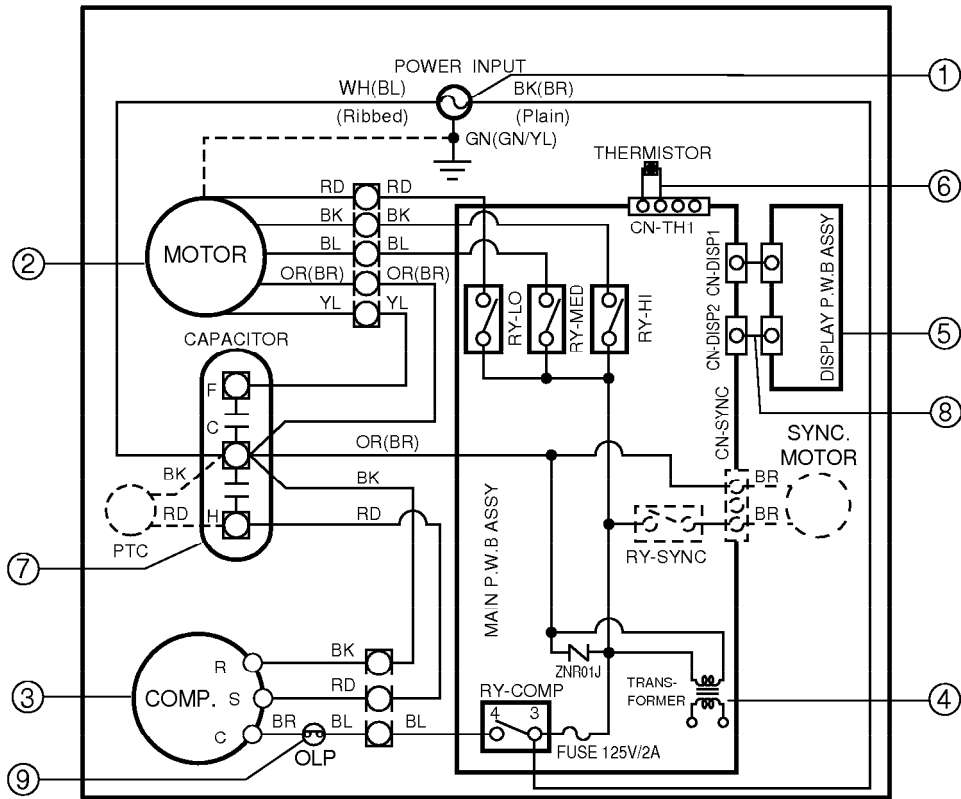 POWER INPUT
WH(BL)
BK(BR)
(Ribbed)
(Plain)
GN(GN/YL)
1
THERMISTOR
6
CN-TH1
RD RD
BK BK
BL BL
OR(BR) OR(BR)
YL YL
MOTOR
2
CN-DISP1
CN-DISP2
DISPLAY P.W.B ASSY
5
RY-LO
RY-MED
RY-HI
8
CAPACITOR
F
C
H
OR(BR)
BK
RD
BK
RD
PTC
7
CN-SYNC
SYNC.
MOTOR
BR
BR
RY-SYNC
MAIN P.W.B ASSY
ZNR01J
TRANS-
FORMER
4
COMP.
R
S
C
3
BK
RD
BR BL BL
OLP
9
RY-COMP
4 3
FUSE 125V/2A